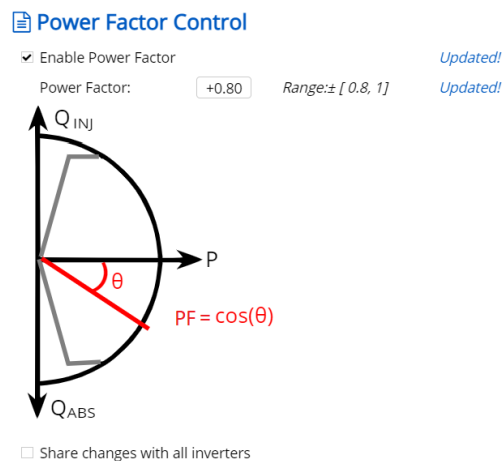 Power Factor Control
Enable Power Factor Updated!
Power Factor: +0.80 Range:± [ 0.8, 1] Updated!
Q INJ
P
θ
PF = cos(θ)
QABS
Share changes with all inverters